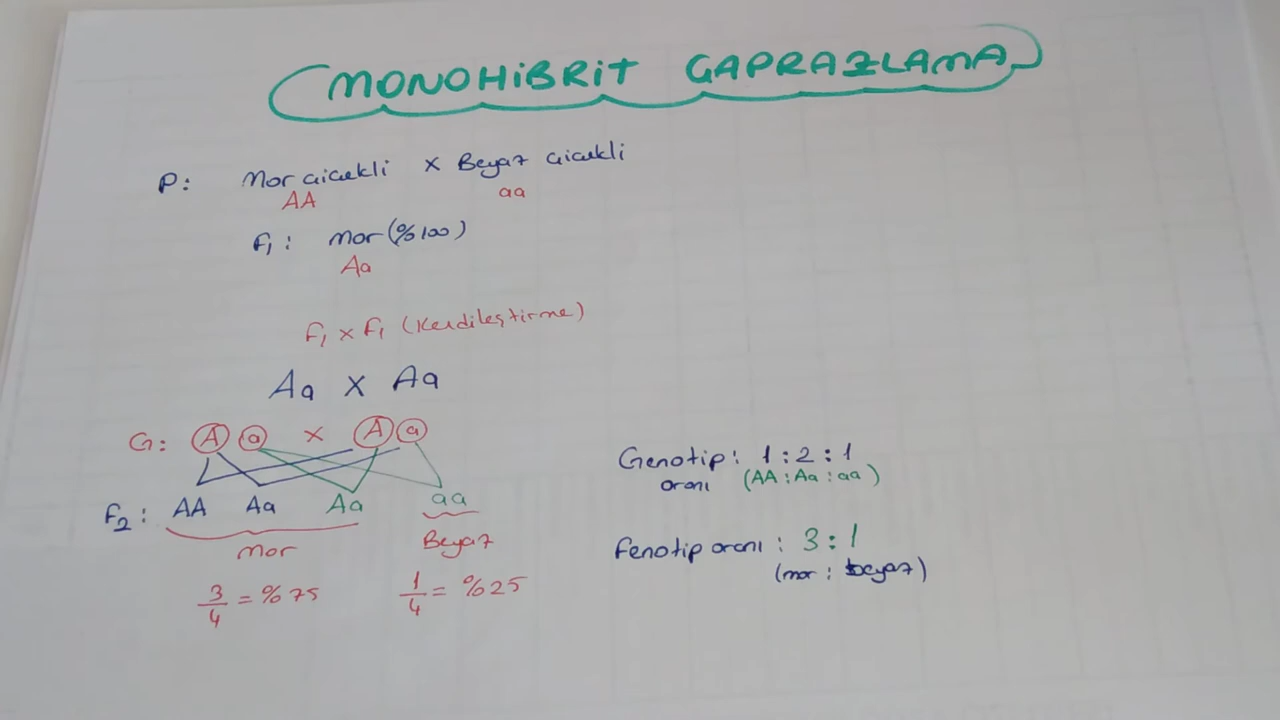 MONOHiBRiT ÇAPRAZLAMA
P: Mor çiçekli x Beyaz çiçekli
AA aa
F₁: Mor (%100)
Aa
F₁ x F₁ (Kendileştirme)
Aa X Aa
G: A a x A a
F₂: AA Aa Aa aa
Mor Beyaz
3/4 = %75 1/4 = %25
Genotip oranı : 1:2:1
(AA:Aa:aa)
Fenotip oranı : 3:1
(mor : beyaz)